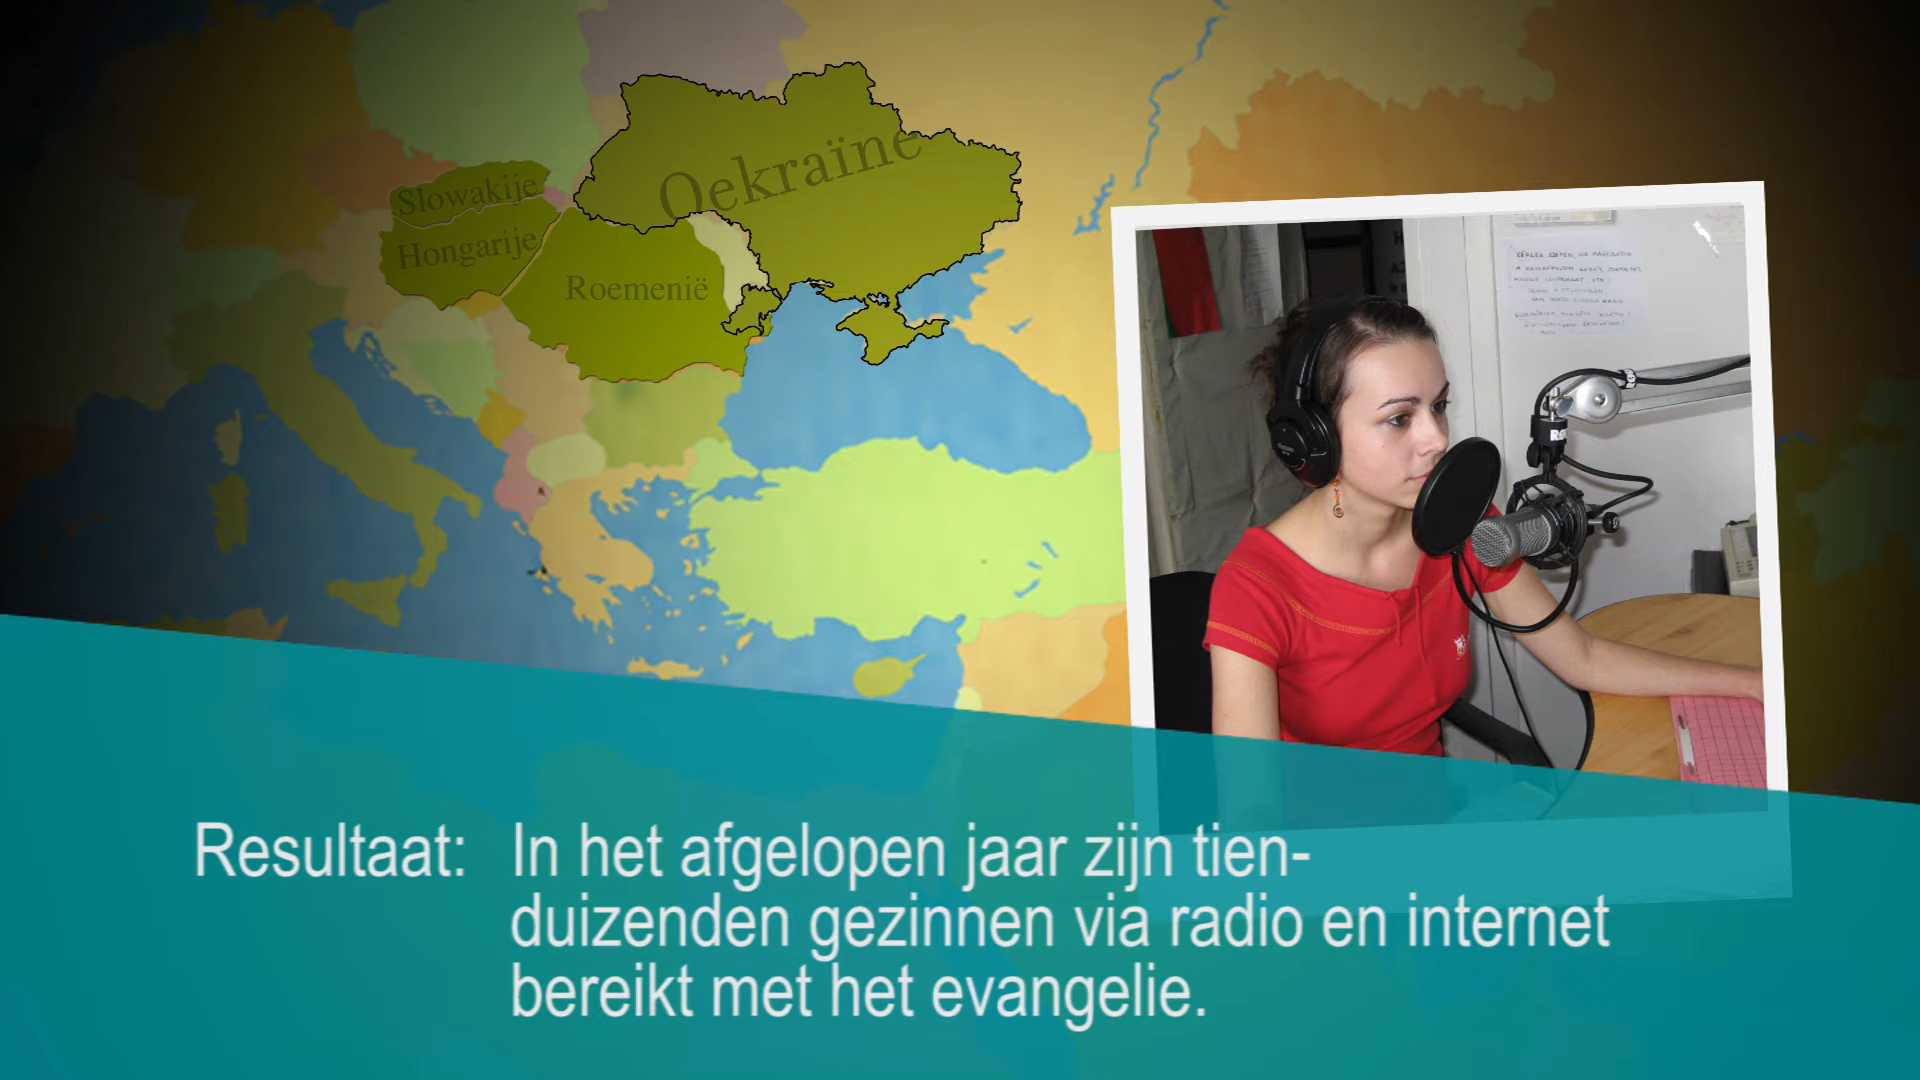 Oekraïne
Slowakije
Hongarije
Roemenië
Resultaat: In het afgelopen jaar zijn tien-
duizenden gezinnen via radio en internet
bereikt met het evangelie.